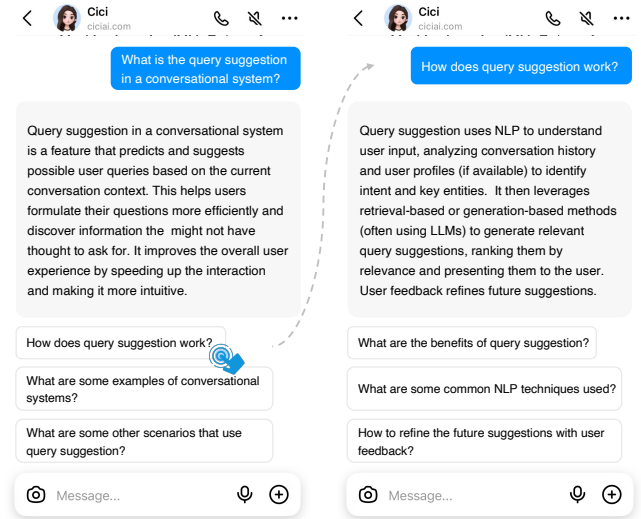 Cici
ciciai.com
What is the query suggestion
in a conversational system?
Query suggestion in a conversational system
is a feature that predicts and suggests
possible user queries based on the current
conversation context. This helps users
formulate their questions more efficiently and
discover information the  might not have
thought to ask for. It improves the overall user
experience by speeding up the interaction
and making it more intuitive.
How does query suggestion work?
What are some examples of conversational
systems?
What are some other scenarios that use
query suggestion?
Message...
Cici
ciciai.com
How does query suggestion work?
Query suggestion uses NLP to understand
user input, analyzing conversation history
and user profiles (if available) to identify
intent and key entities.  It then leverages
retrieval-based or generation-based methods
(often using LLMs) to generate relevant
query suggestions, ranking them by
relevance and presenting them to the user.
User feedback refines future suggestions.
What are the benefits of query suggestion?
What are some common NLP techniques used?
How to refine the future suggestions with user
feedback?
Message...